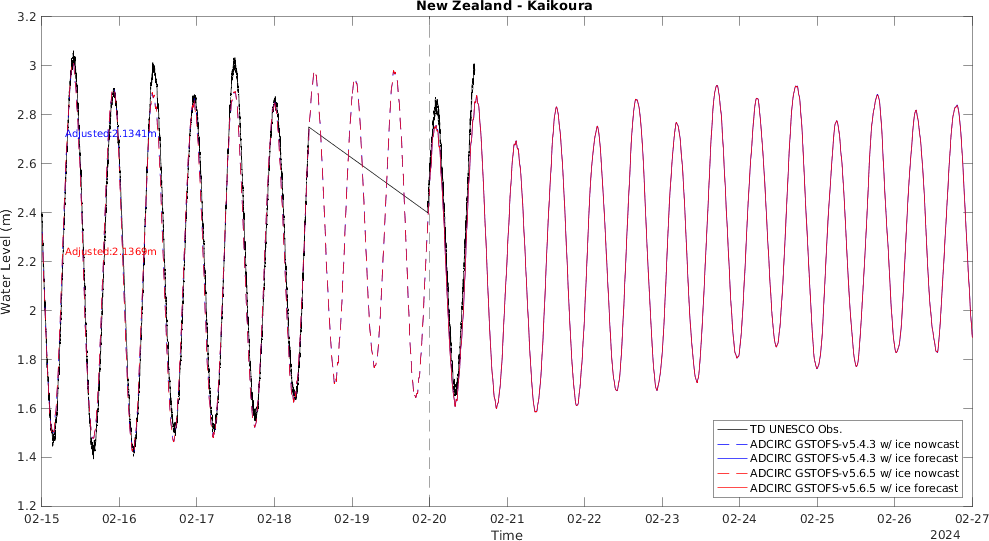 New Zealand - Kaikoura
3.2
3
2.8
2.6
2.4
2.2
2
1.8
1.6
1.4
1.2
Water Level (m)
Adjusted:2.1341m
Adjusted:2.1369m
TD UNESCO Obs.
ADCIRC GSTOFS-v5.4.3 w/ ice nowcast
ADCIRC GSTOFS-v5.4.3 w/ ice forecast
ADCIRC GSTOFS-v5.6.5 w/ ice nowcast
ADCIRC GSTOFS-v5.6.5 w/ ice forecast
02-15 02-16 02-17 02-18 02-19 02-20 02-21 02-22 02-23 02-24 02-25 02-26 02-27
Time
2024